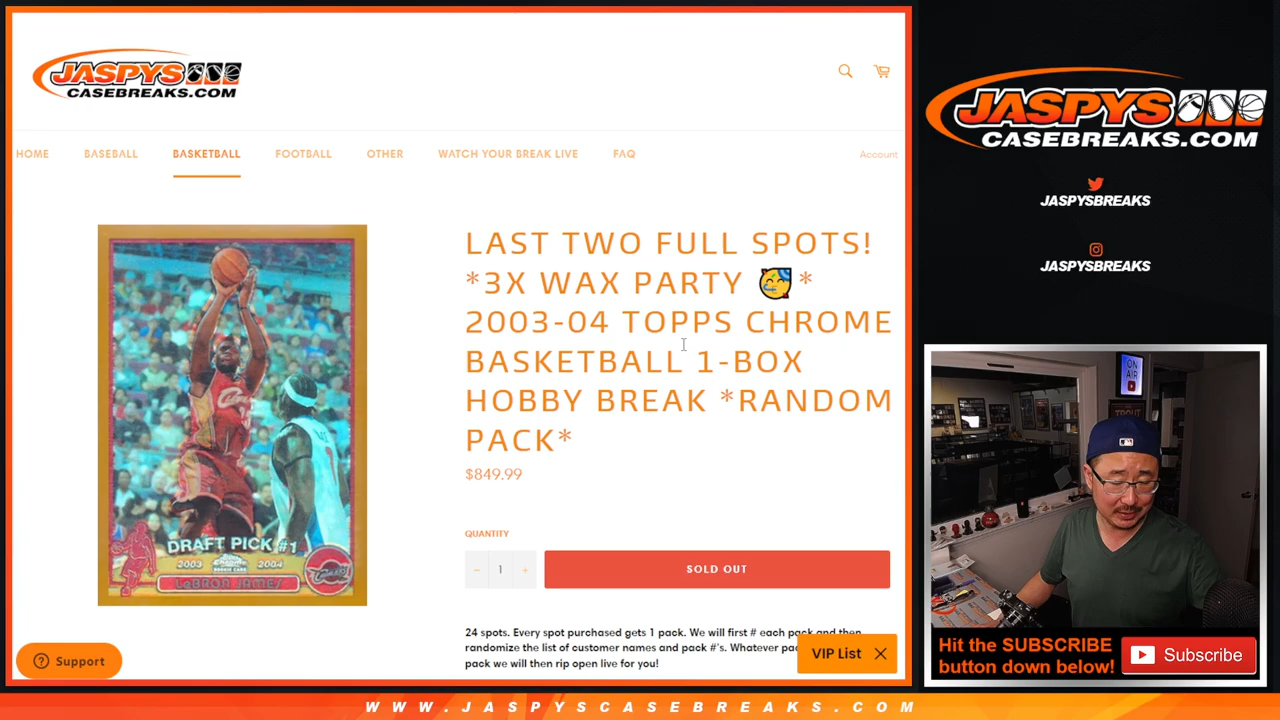 JASPYS
CASEBREAKS.COM
HOME BASEBALL BASKETBALL FOOTBALL OTHER WATCH YOUR BREAK LIVE FAQ Account
DRAFT PICK #1
2003 2004
LeBRON JAMES
LAST TWO FULL SPOTS!
*3X WAX PARTY 🥳 *
2003-04 TOPPS CHROME
BASKETBALL 1-BOX
HOBBY BREAK *RANDOM
PACK*
$849.99
QUANTITY
− 1 +
SOLD OUT
24 spots. Every spot purchased gets 1 pack. We will first # each pack and then
randomize the list of customer names and pack #'s. Whatever
pack we will then rip open live for you!
Support
VIP List
JASPYS
CASEBREAKS.COM
JASPYSBREAKS
JASPYSBREAKS
ON
AIR
TROUT
Hit the SUBSCRIBE
button down below!
Subscribe
WWW.JASPYSCASEBREAKS.COM